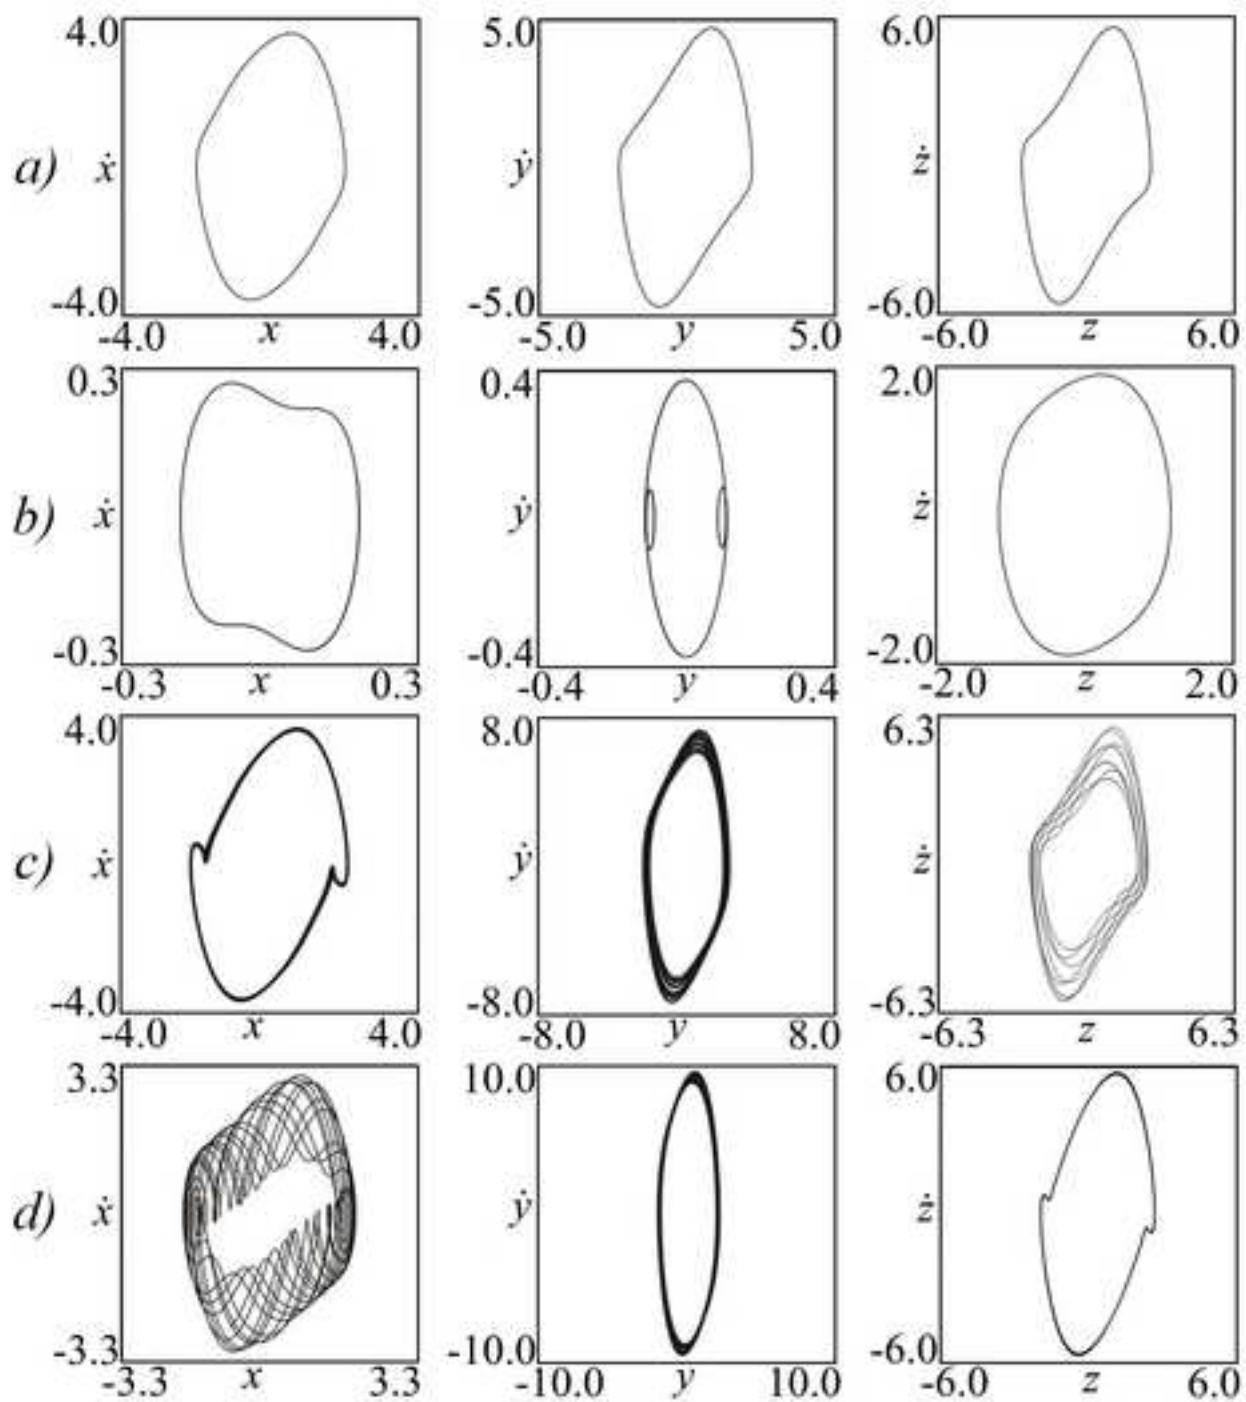 4.0 5.0 6.0
a) ẋ ẏ ż
-4.0 -5.0 -6.0
-4.0 x 4.0 -5.0 y 5.0 -6.0 z 6.0
0.3 0.4 2.0
b) ẋ ẏ ż
-0.3 -0.4 -2.0
-0.3 x 0.3 -0.4 y 0.4 -2.0 z 2.0
4.0 8.0 6.3
c) ẋ ẏ ż
-4.0 -8.0 -6.3
-4.0 x 4.0 -8.0 y 8.0 -6.3 z 6.3
3.3 10.0 6.0
d) ẋ ẏ ż
-3.3 -10.0 -6.0
-3.3 x 3.3 -10.0 y 10.0 -6.0 z 6.0